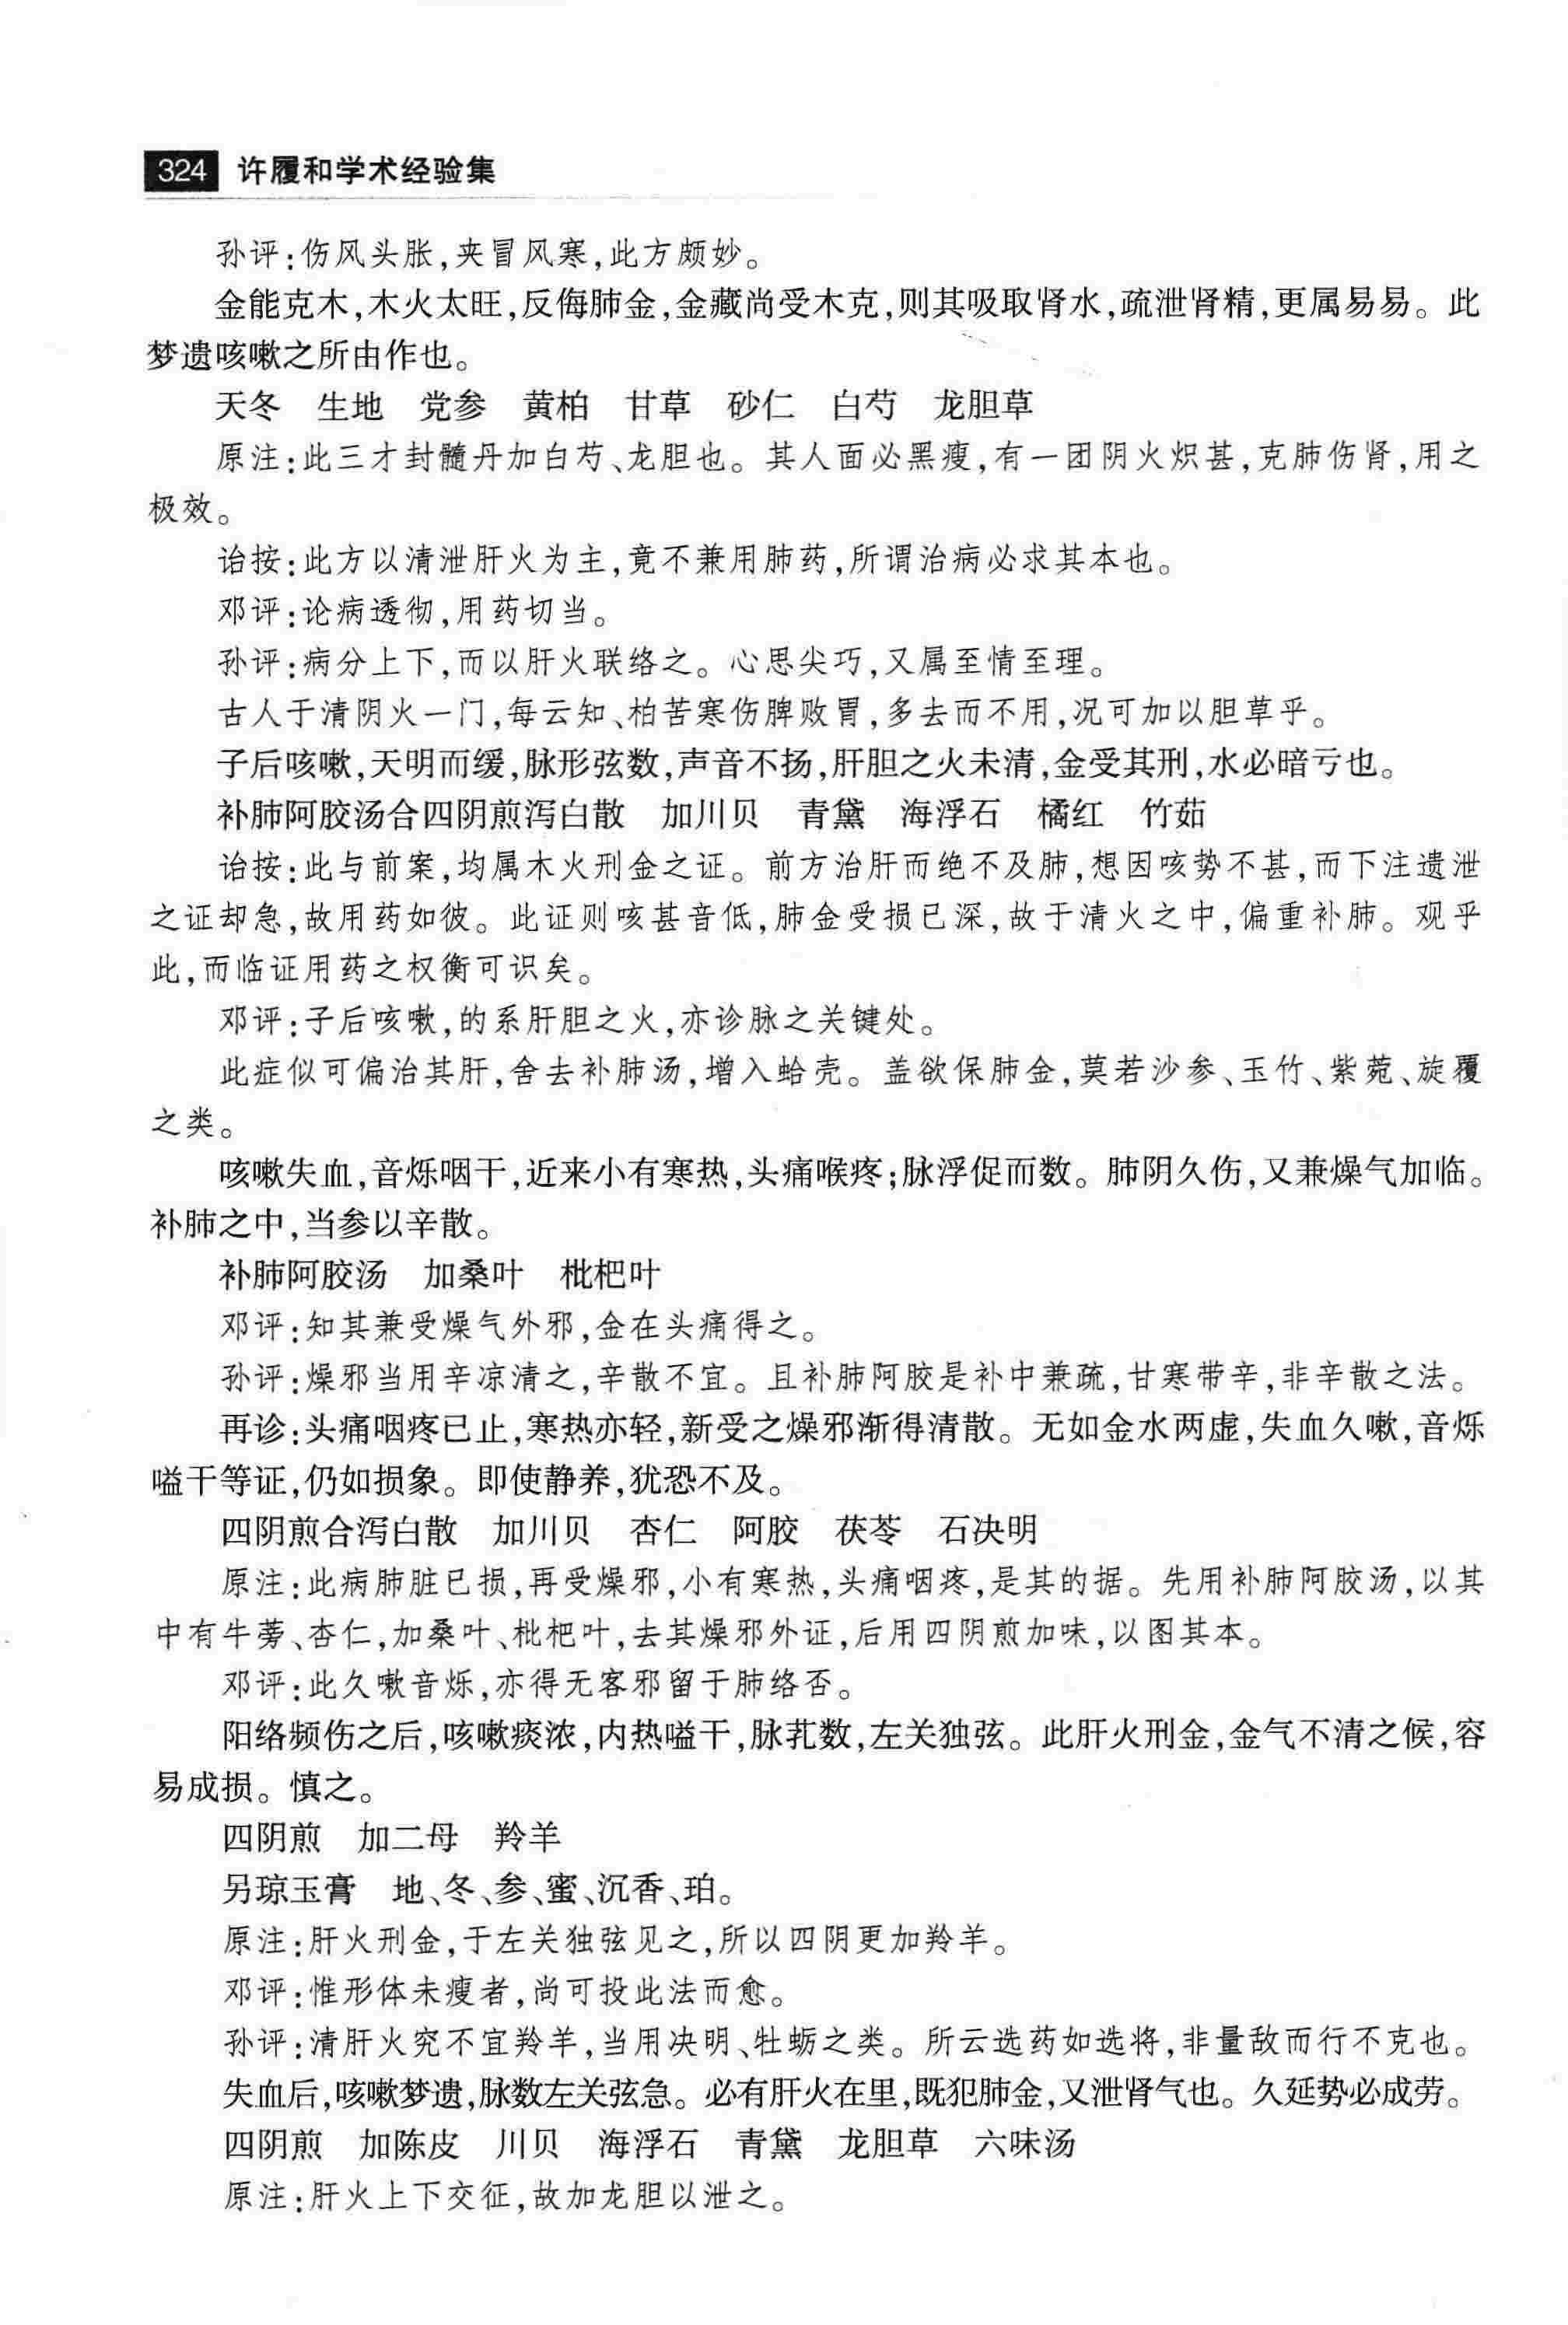 324 许履和学术经验集
孙评:伤风头胀,夹冒风寒,此方颇妙。
金能克木,木火太旺,反侮肺金,金藏尚受木克,则其吸取肾水,疏泄肾精,更属易易。此
梦遗咳嗽之所由作也。
天冬 生地 党参 黄柏 甘草 砂仁 白芍 龙胆草
原注:此三才封髓丹加白芍、龙胆也。其人面必黑瘦,有一团阴火炽甚,克肺伤肾,用之
极效。
诒按:此方以清泄肝火为主,竟不兼用肺药,所谓治病必求其本也。
邓评:论病透彻,用药切当。
孙评:病分上下,而以肝火联络之。心思尖巧,又属至情至理。
古人于清阴火一门,每云知、柏苦寒伤脾败胃,多去而不用,况可加以胆草乎。
子后咳嗽,天明而缓,脉形弦数,声音不扬,肝胆之火未清,金受其刑,水必暗亏也。
补肺阿胶汤合四阴煎泻白散 加川贝 青黛 海浮石 橘红 竹茹
诒按:此与前案,均属木火刑金之证。前方治肝而绝不及肺,想因咳势不甚,而下注遗泄
之证却急,故用药如彼。此证则咳甚音低,肺金受损已深,故于清火之中,偏重补肺。观乎
此,而临证用药之权衡可识矣。
邓评:子后咳嗽,的系肝胆之火,亦诊脉之关键处。
此症似可偏治其肝,舍去补肺汤,增入蛤壳。盖欲保肺金,莫若沙参、玉竹、紫菀、旋覆
之类。
咳嗽失血,音烁咽干,近来小有寒热,头痛喉疼;脉浮促而数。肺阴久伤,又兼燥气加临。
补肺之中,当参以辛散。
补肺阿胶汤 加桑叶 枇杷叶
邓评:知其兼受燥气外邪,金在头痛得之。
孙评:燥邪当用辛凉清之,辛散不宜。且补肺阿胶是补中兼疏,甘寒带辛,非辛散之法。
再诊:头痛咽疼已止,寒热亦轻,新受之燥邪渐得清散。无如金水两虚,失血久嗽,音烁
嗌干等证,仍如损象。即使静养,犹恐不及。
四阴煎合泻白散 加川贝 杏仁 阿胶 茯苓 石决明
原注:此病肺脏已损,再受燥邪,小有寒热,头痛咽疼,是其的据。先用补肺阿胶汤,以其
中有牛蒡、杏仁,加桑叶、枇杷叶,去其燥邪外证,后用四阴煎加味,以图其本。
邓评:此久嗽音烁,亦得无客邪留于肺络否。
阳络频伤之后,咳嗽痰浓,内热嗌干,脉芤数,左关独弦。此肝火刑金,金气不清之候,容
易成损。慎之。
四阴煎 加二母 羚羊
另琼玉膏 地、冬、参、蜜、沉香、珀。
原注:肝火刑金,于左关独弦见之,所以四阴更加羚羊。
邓评:惟形体未瘦者,尚可投此法而愈。
孙评:清肝火究不宜羚羊,当用决明、牡蛎之类。所云选药如选将,非量敌而行不克也。
失血后,咳嗽梦遗,脉数左关弦急。必有肝火在里,既犯肺金,又泄肾气也。久延势必成劳。
四阴煎 加陈皮 川贝 海浮石 青黛 龙胆草 六味汤
原注:肝火上下交征,故加龙胆以泄之。